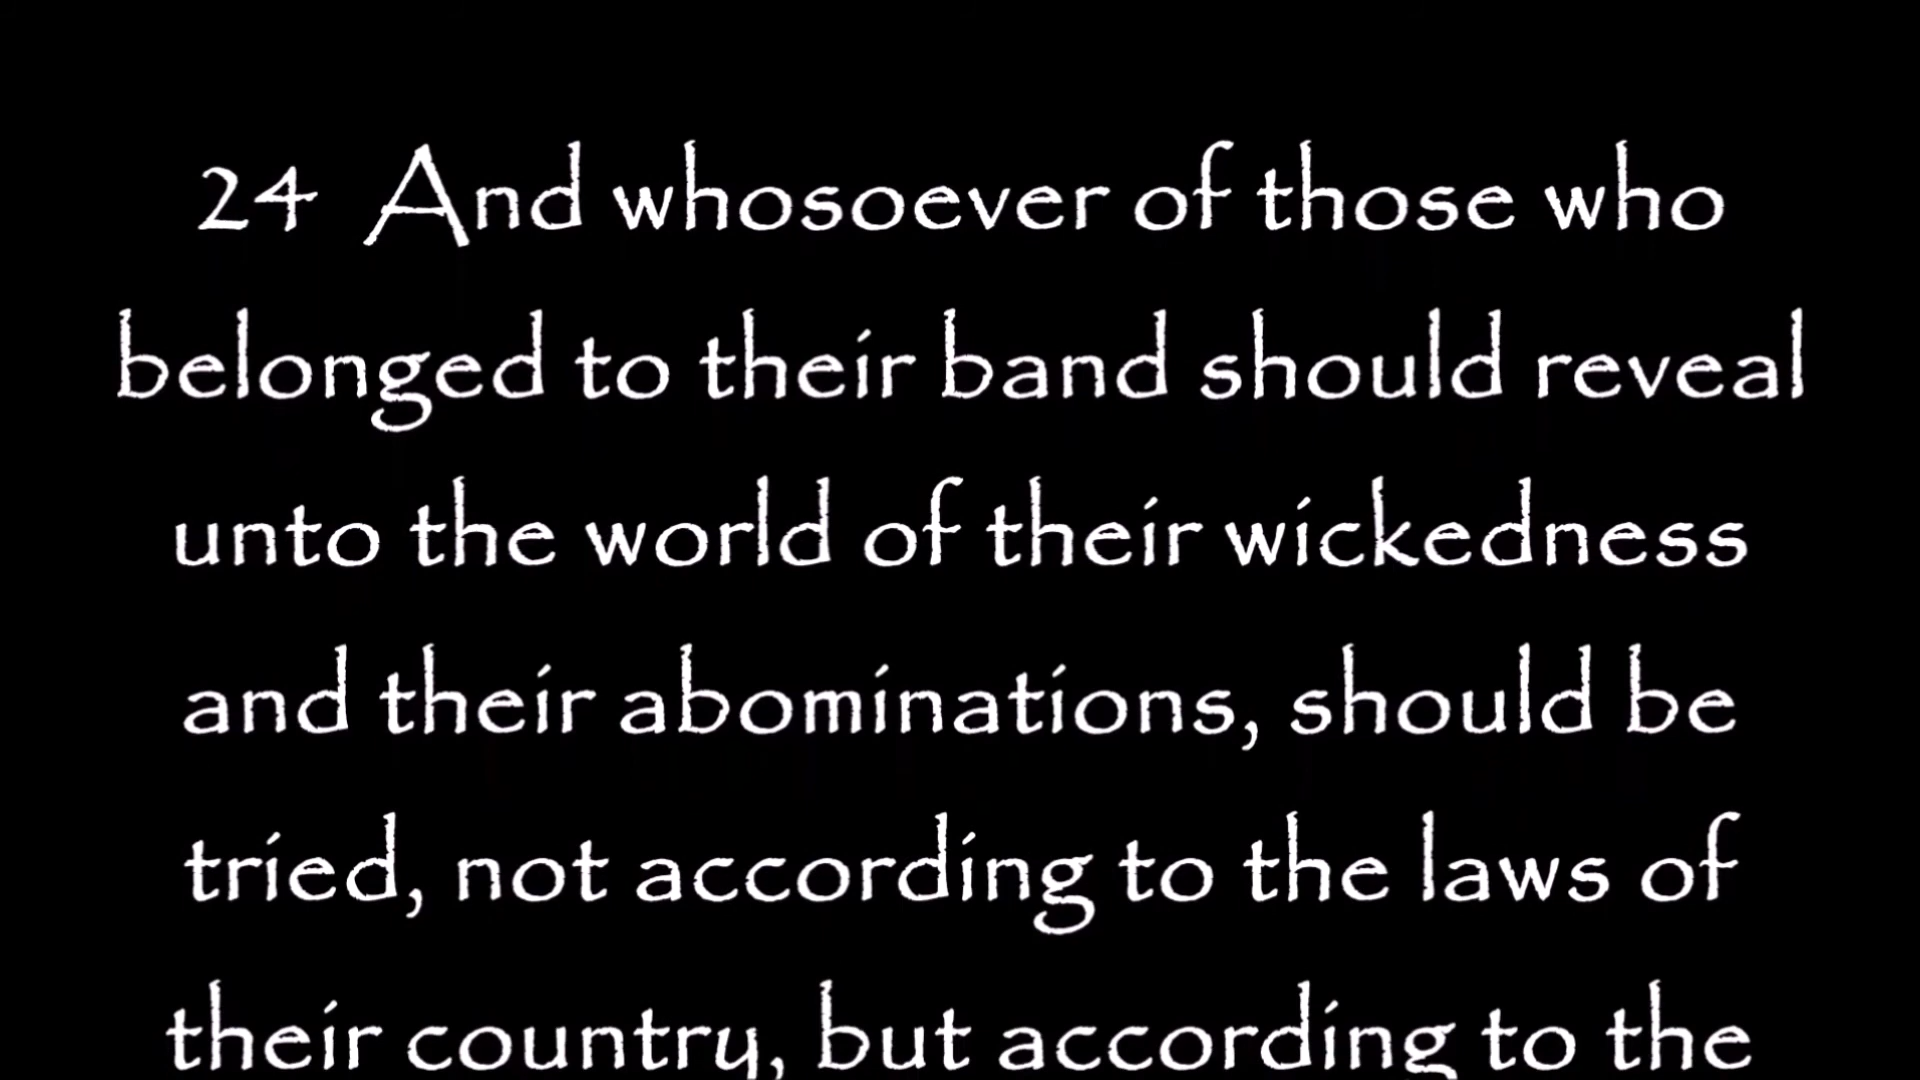 24 And whosoever of those who
belonged to their band should reveal
unto the world of their wickedness
and their abominations, should be
tried, not according to the laws of
their country, but according to the